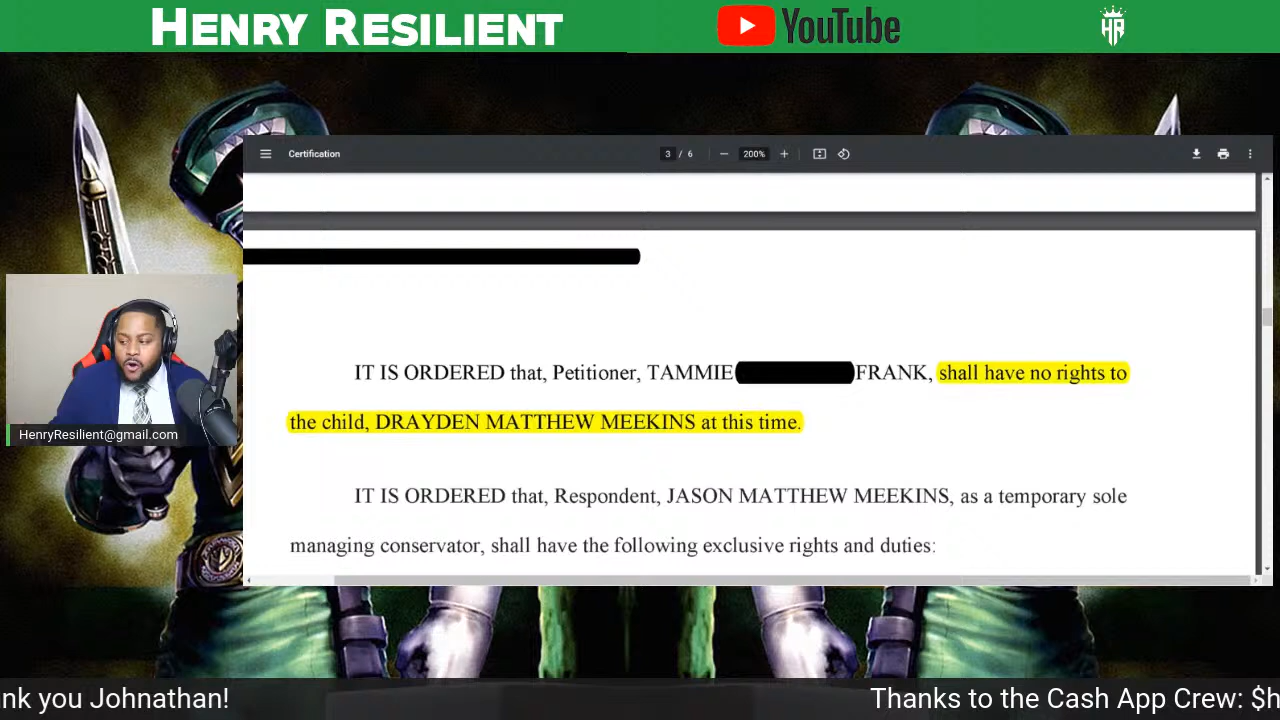 HENRY RESILIENT
YouTube
HR
Certification
3 / 6
200%
IT IS ORDERED that, Petitioner, TAMMIE FRANK, shall have no rights to
the child, DRAYDEN MATTHEW MEEKINS at this time.
IT IS ORDERED that, Respondent, JASON MATTHEW MEEKINS, as a temporary sole
managing conservator, shall have the following exclusive rights and duties:
HenryResilient@gmail.com
nk you Johnathan!
Thanks to the Cash App Crew: $h